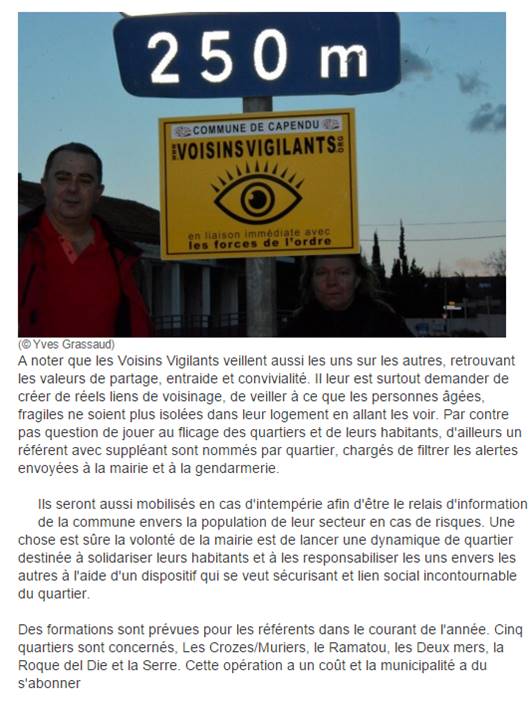 250 m
COMMUNE DE CAPENDU
WWW.VOISINSVIGILANTS.ORG
en liaison immédiate avec
les forces de l'ordre
(© Yves Grassaud)
A noter que les Voisins Vigilants veillent aussi les uns sur les autres, retrouvant
les valeurs de partage, entraide et convivialité. Il leur est surtout demander de
créer de réels liens de voisinage, de veiller à ce que les personnes âgées,
fragiles ne soient plus isolées dans leur logement en allant les voir. Par contre
pas question de jouer au flicage des quartiers et de leurs habitants, d'ailleurs un
référent avec suppléant sont nommés par quartier, chargés de filtrer les alertes
envoyées à la mairie et à la gendarmerie.
Ils seront aussi mobilisés en cas d'intempérie afin d'être le relais d'information
de la commune envers la population de leur secteur en cas de risques. Une
chose est sûre la volonté de la mairie est de lancer une dynamique de quartier
destinée à solidariser leurs habitants et à les responsabiliser les uns envers les
autres à l'aide d'un dispositif qui se veut sécurisant et lien social incontournable
du quartier.
Des formations sont prévues pour les référents dans le courant de l'année. Cinq
quartiers sont concernés, Les Crozes/Muriers, le Ramatou, les Deux mers, la
Roque del Die et la Serre. Cette opération a un coût et la municipalité a du
s'abonner